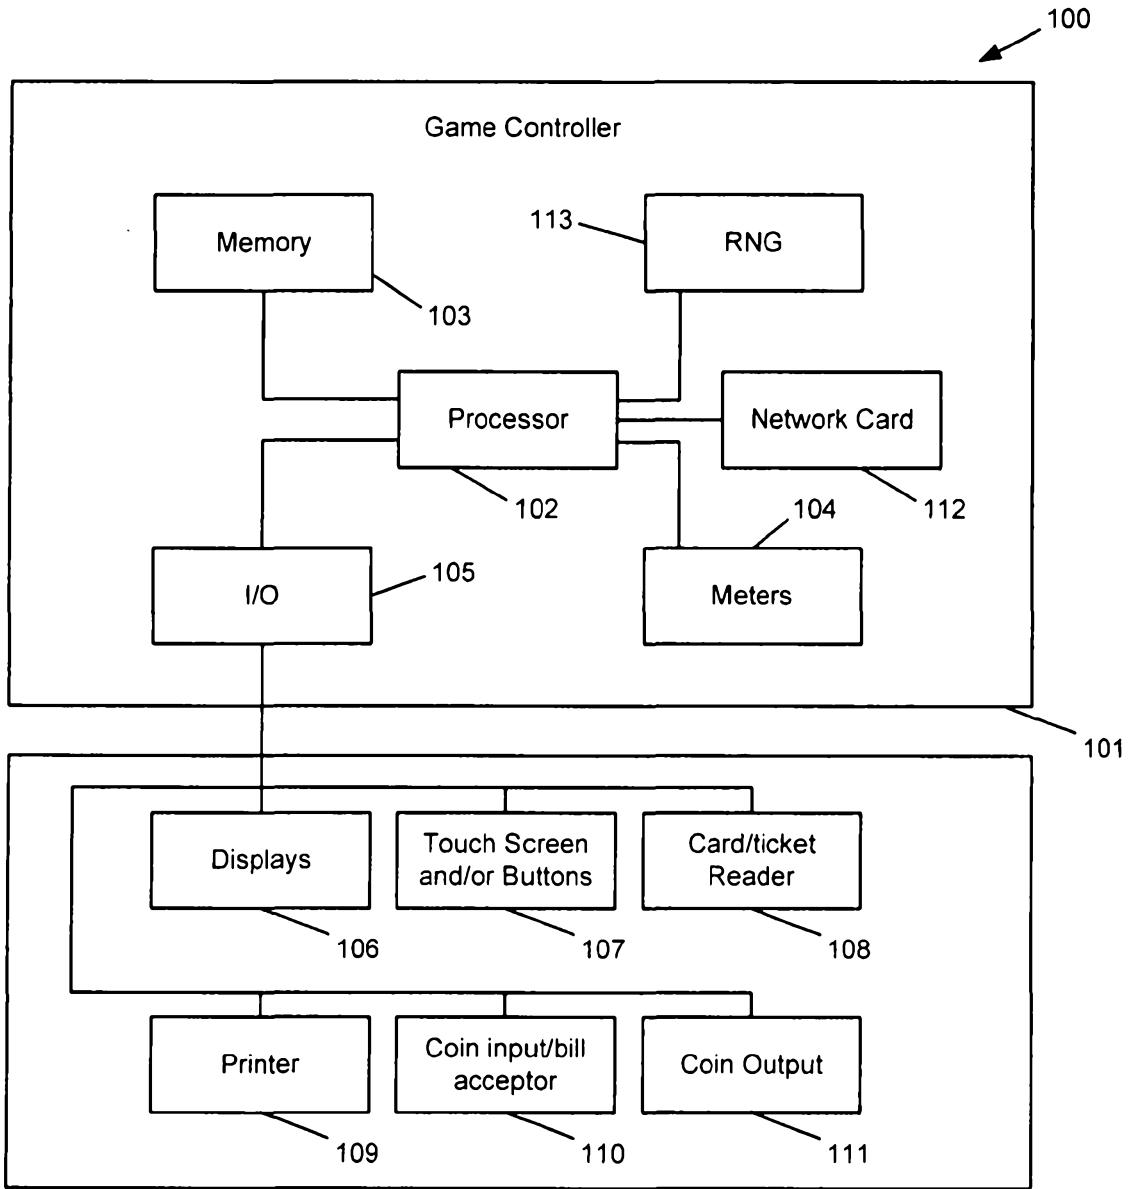 100
Game Controller
Memory
113
RNG
103
Processor
Network Card
102
104
112
I/O
105
Meters
101
Displays
Touch Screen
and/or Buttons
Card/ticket
Reader
106
107
108
Printer
Coin input/bill
acceptor
Coin Output
109
110
111